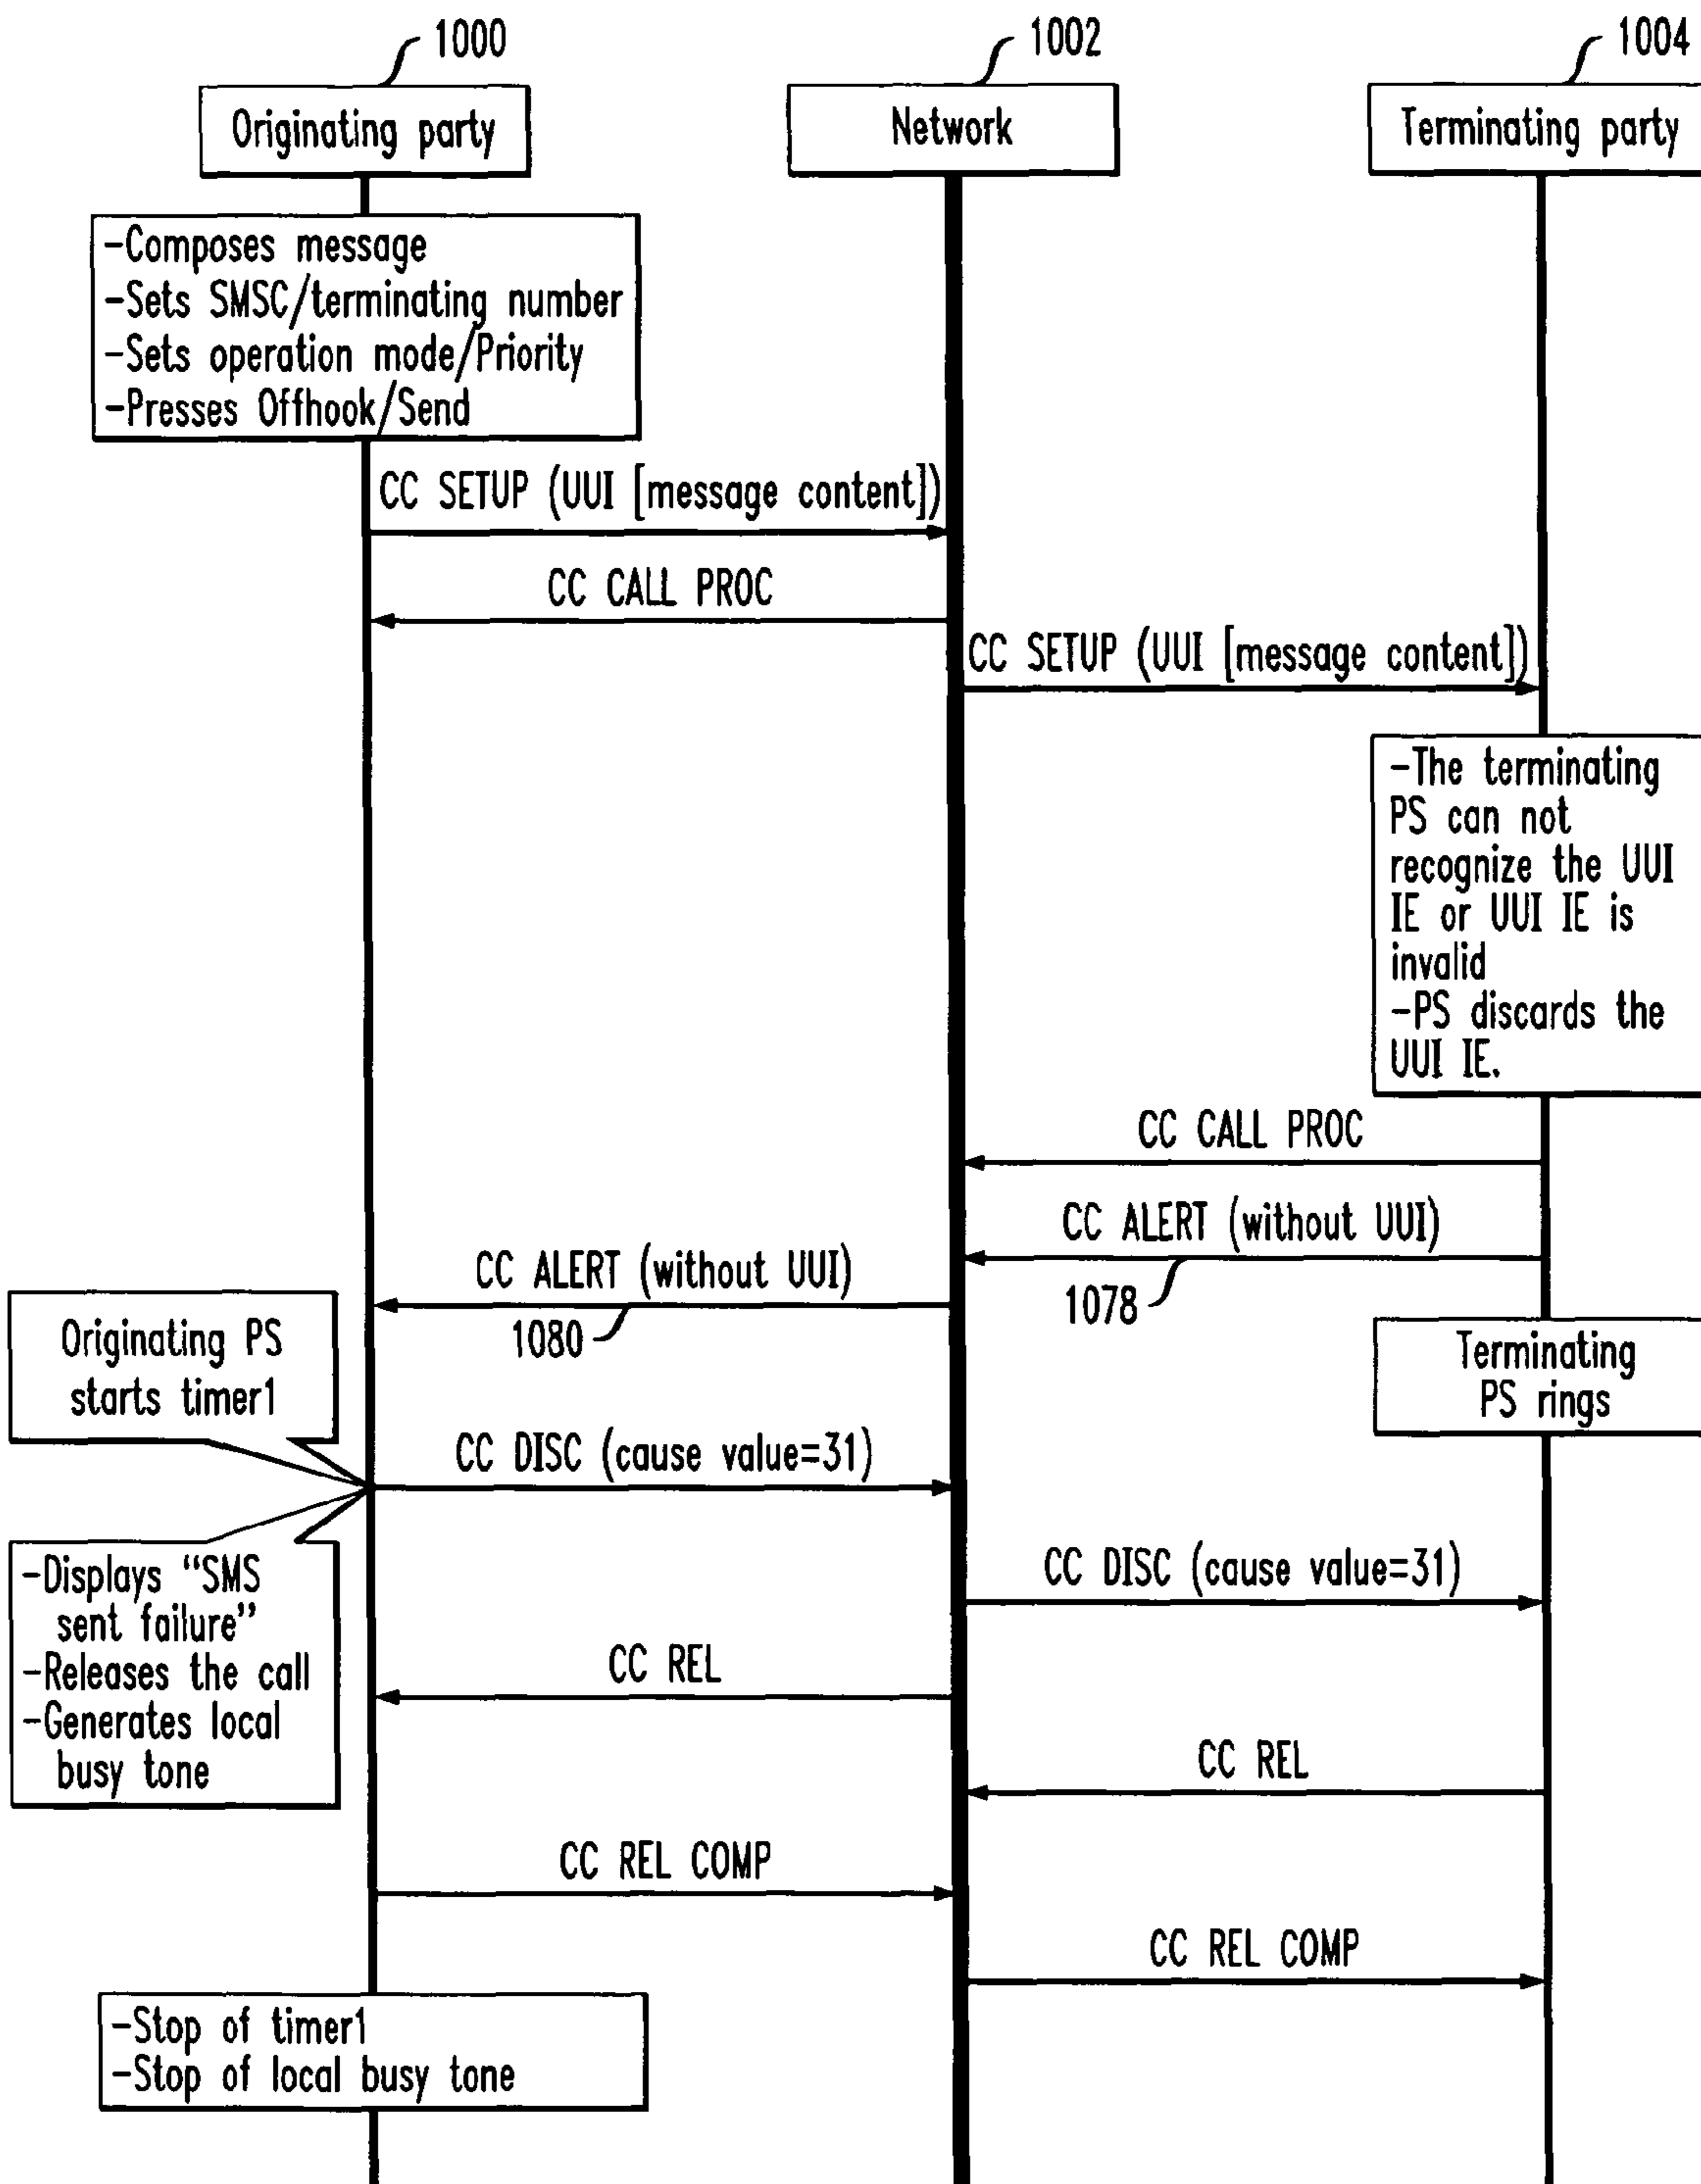 1000
1002
1004
Originating party
Network
Terminating party
-Composes message
-Sets SMSC/terminating number
-Sets operation mode/Priority
-Presses Offhook/Send
CC SETUP (UUI [message content])
CC CALL PROC
CC SETUP (UUI [message content])
-The terminating
PS can not
recognize the UUI
IE or UUI IE is
invalid
-PS discards the
UUI IE.
CC CALL PROC
CC ALERT (without UUI)
1078
CC ALERT (without UUI)
1080
Originating PS
starts timer1
Terminating
PS rings
CC DISC (cause value=31)
-Displays “SMS
sent failure”
-Releases the call
-Generates local
busy tone
CC DISC (cause value=31)
CC REL
CC REL
CC REL COMP
CC REL COMP
-Stop of timer1
-Stop of local busy tone